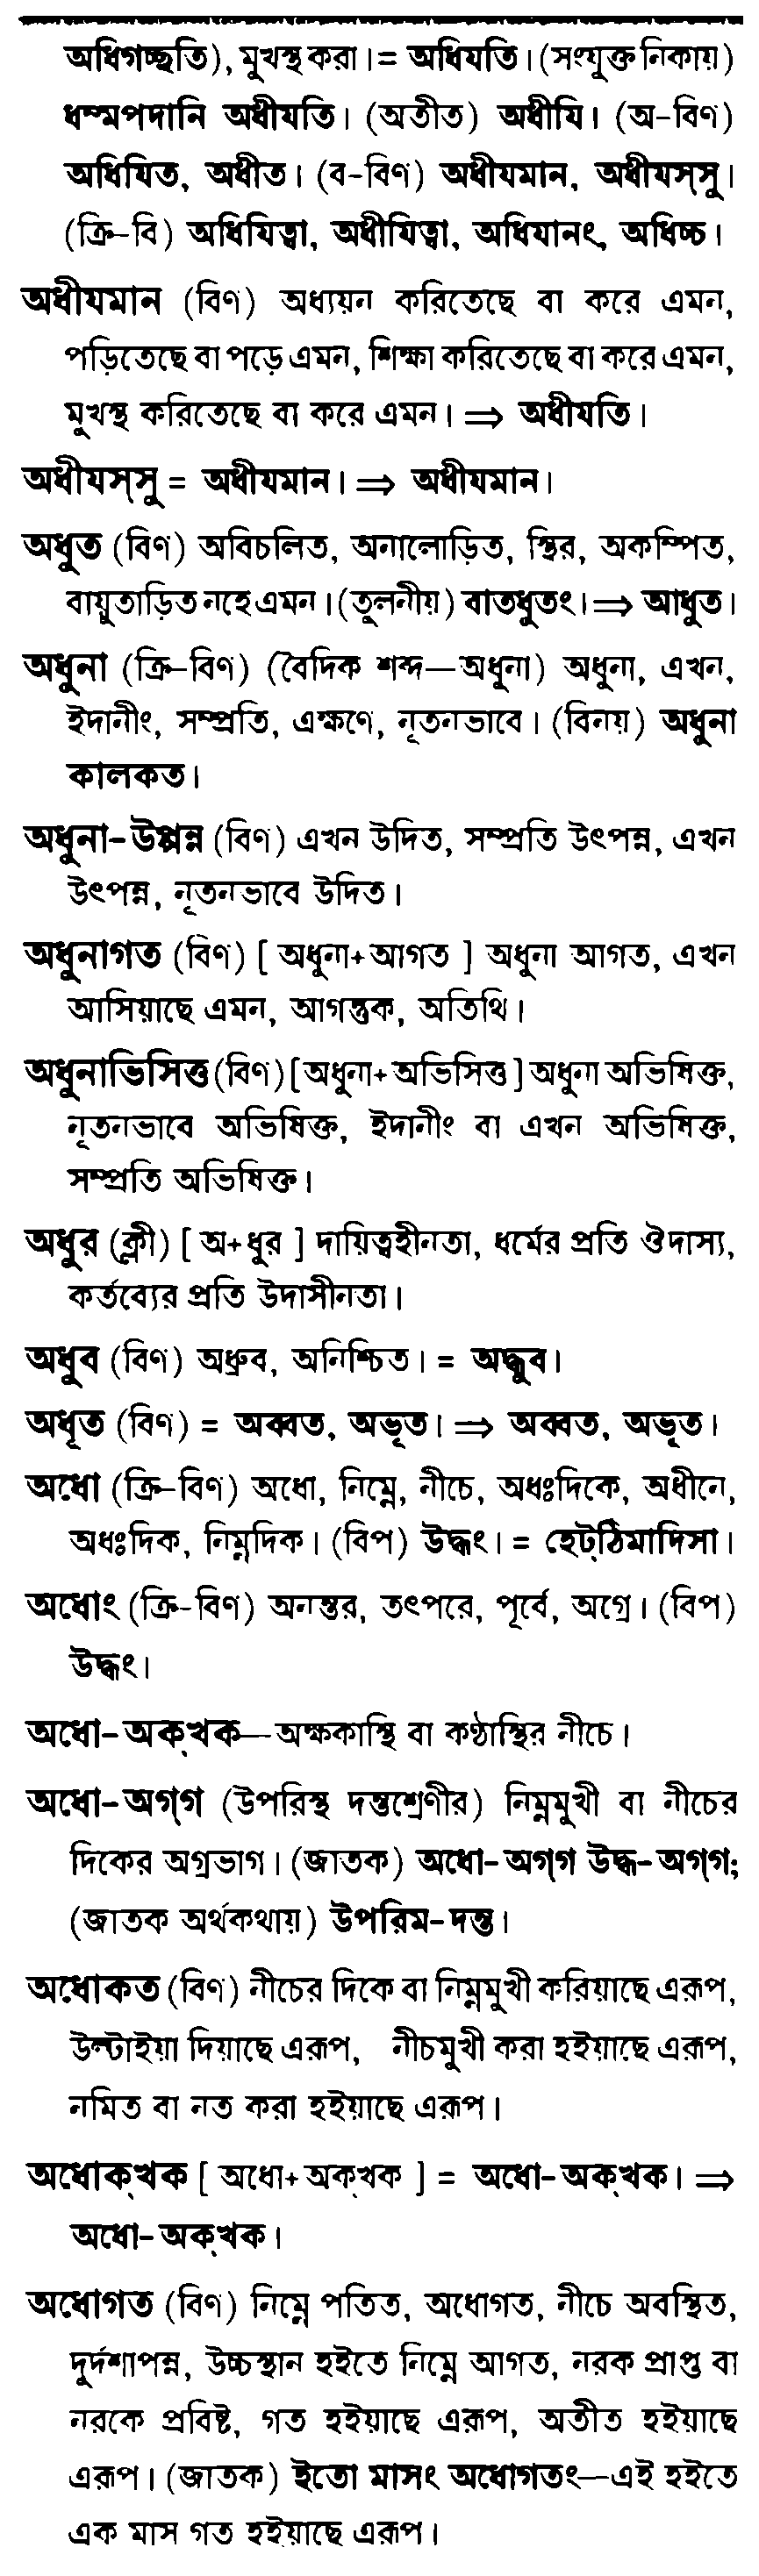 অধিগচ্ছতি), মুখস্থ করা।= অধিযতি। (সংযুক্ত নিকায়)
ধম্মপদানি অধীযতি। (অতীত) অধীযি। (অ-বিণ)
অধিযিত, অধীত। (ব-বিণ) অধীযমান, অধীযস্সু।
(ক্রি-বি) অধিযিত্বা, অধীযিত্বা, অধিযানং, অধিচ্চ।
অধীযমান (বিণ) অধ্যয়ন করিতেছে বা করে এমন,
পড়িতেছে বা পড়ে এমন, শিক্ষা করিতেছে বা করে এমন,
মুখস্থ করিতেছে বা করে এমন। ⇒ অধীযতি।
অধীযস্সু = অধীযমান। ⇒ অধীযমান।
অধুত (বিণ) অবিচলিত, অনালোড়িত, স্থির, অকম্পিত,
বায়ুতাড়িত নহে এমন। (তুলনীয়) বাতধুতং। ⇒ আধুত।
অধুনা (ক্রি-বিণ) (বৈদিক শব্দ—অধুনা) অধুনা, এখন,
ইদানীং, সম্প্রতি, এক্ষণে, নূতনভাবে। (বিনয়) অধুনা
কালকত।
অধুনা-উপ্পন্ন (বিণ) এখন উদিত, সম্প্রতি উৎপন্ন, এখন
উৎপন্ন, নূতনভাবে উদিত।
অধুনাগত (বিণ) [ অধুনা+আগত ] অধুনা আগত, এখন
আসিয়াছে এমন, আগন্তুক, অতিথি।
অধুনাভিসিত্ত (বিণ) [অধুনা+অভিসিত্ত ] অধুনা অভিষিক্ত,
নূতনভাবে অভিষিক্ত, ইদানীং বা এখন অভিষিক্ত,
সম্প্রতি অভিষিক্ত।
অধুর (ক্লী) [ অ+ধুর ] দায়িত্বহীনতা, ধর্মের প্রতি ঔদাস্য,
কর্তব্যের প্রতি উদাসীনতা।
অধুব (বিণ) অধ্রুব, অনিশ্চিত। = অদ্ধুব।
অধূত (বিণ) = অব্বত, অভূত। ⇒ অব্বত, অভূত।
অধো (ক্রি-বিণ) অধো, নিম্নে, নীচে, অধঃদিকে, অধীনে,
অধঃদিক, নিম্নদিক। (বিপ) উদ্ধং। = হেট্ঠিমাদিসা।
অধোং (ক্রি-বিণ) অনন্তর, তৎপরে, পূর্বে, অগ্রে। (বিপ)
উদ্ধং।
অধো-অক্খক—অক্ষকাস্থি বা কণ্ঠাস্থির নীচে।
অধো-অগ্গ (উপরিস্থ দন্তশ্রেণীর) নিম্নমুখী বা নীচের
দিকের অগ্রভাগ। (জাতক) অধো-অগ্গ উদ্ধ-অগ্গ;
(জাতক অর্থকথায়) উপরিম-দন্ত।
অধোকত (বিণ) নীচের দিকে বা নিম্নমুখী করিয়াছে এরূপ,
উল্টাইয়া দিয়াছে এরূপ, নীচমুখী করা হইয়াছে এরূপ,
নমিত বা নত করা হইয়াছে এরূপ।
অধোক্খক [ অধো+অক্খক ] = অধো-অক্খক। ⇒
অধো-অক্খক।
অধোগত (বিণ) নিম্নে পতিত, অধোগত, নীচে অবস্থিত,
দুর্দশাপন্ন, উচ্চস্থান হইতে নিম্নে আগত, নরক প্রাপ্ত বা
নরকে প্রবিষ্ট, গত হইয়াছে এরূপ, অতীত হইয়াছে
এরূপ। (জাতক) ইতো মাসং অধোগতং—এই হইতে
এক মাস গত হইয়াছে এরূপ।